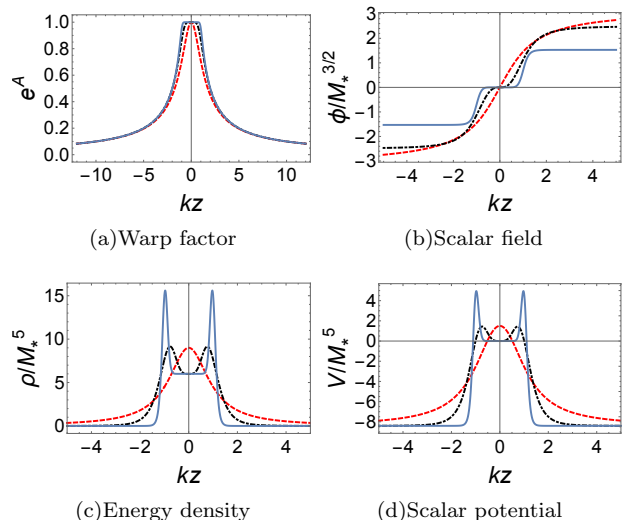 1.0
0.8
0.6
0.4
0.2
0.0
e^A
−10 −5 0 5 10
kz
(a)Warp factor
3
2
1
0
−1
−2
−3
ϕ/M_*^{3/2}
−4 −2 0 2 4
kz
(b)Scalar field
15
10
5
0
ρ/M_*^5
−4 −2 0 2 4
kz
(c)Energy density
4
2
0
−2
−4
−6
−8
V/M_*^5
−4 −2 0 2 4
kz
(d)Scalar potential